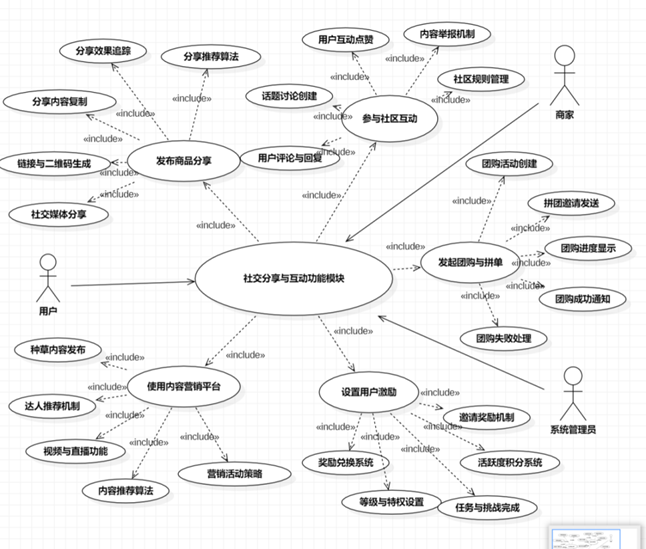 用户互动点赞
内容举报机制
分享效果追踪
分享推荐算法
«include»
社区规则管理
«include»
«include»
话题讨论创建
«include»
商家
分享内容复制
«include»
参与社区互动
«include»
«include»
用户评论与回复
链接与二维码生成
发布商品分享
团购活动创建
«include»
«include»
«include»
拼团邀请发送
社交媒体分享
«include»
«include»
«include»
«include»
团购进度显示
发起团购与拼单
«include»
用户
社交分享与互动功能模块
«include»
团购成功通知
«include»
«include»
团购失败处理
种草内容发布
«include»
«include»
使用内容营销平台
设置用户激励
«include»
«include»
达人推荐机制
«include»
邀请奖励机制
系统管理员
«include»
«include»
«include»
«include»
«include»
视频与直播功能
«include»
奖励兑换系统
活跃度积分系统
营销活动策略
内容推荐算法
等级与特权设置
任务与挑战完成